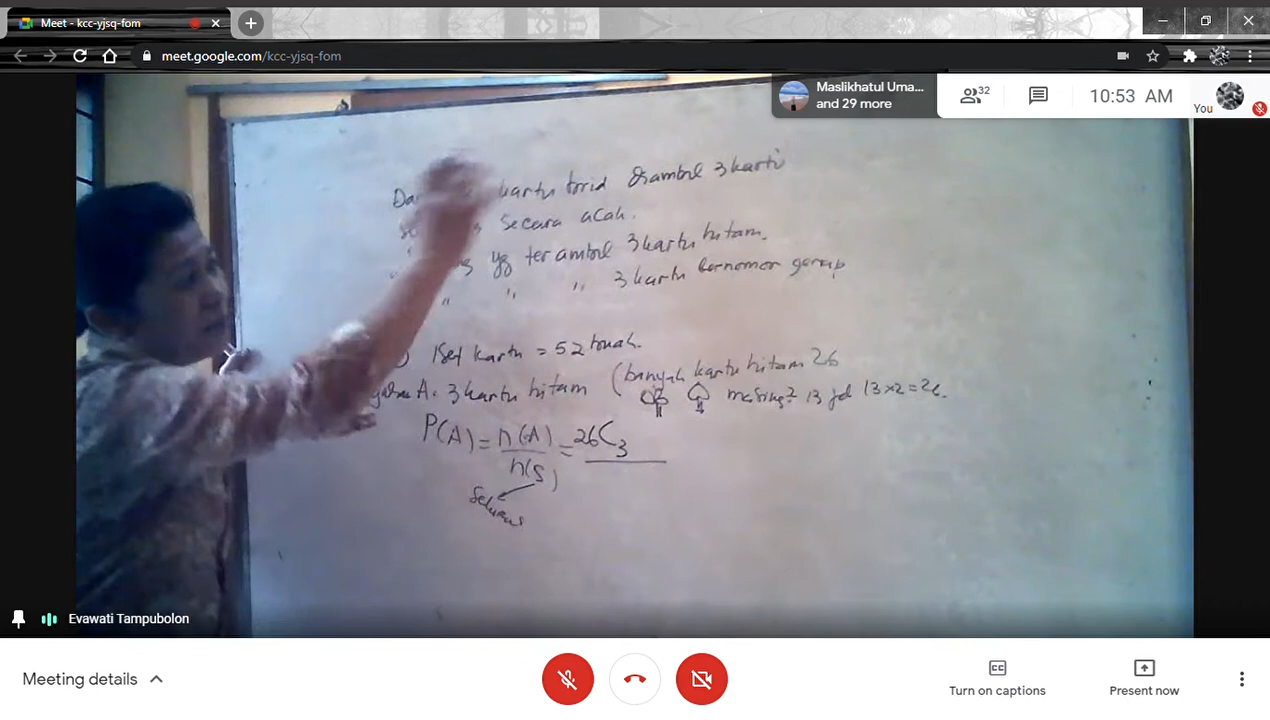 Meet - kcc-yjsq-fom
meet.google.com/kcc-yjsq-fom
Maslikhatul Uma...
and 29 more
32
10:53 AM
You
kartu diambil 3 kartu
secara acak.
yg terambil 3 kartu hitam.
" " " 3 kartu bernomor genap
1 set kartu = 52 buah.
A: 3 kartu hitam (banyak kartu hitam 26
masing2 13 jd 13 x 2 = 26.
P(A) = n(A) / n(S) = 26C3
Evawati Tampubolon
Meeting details
Turn on captions
Present now